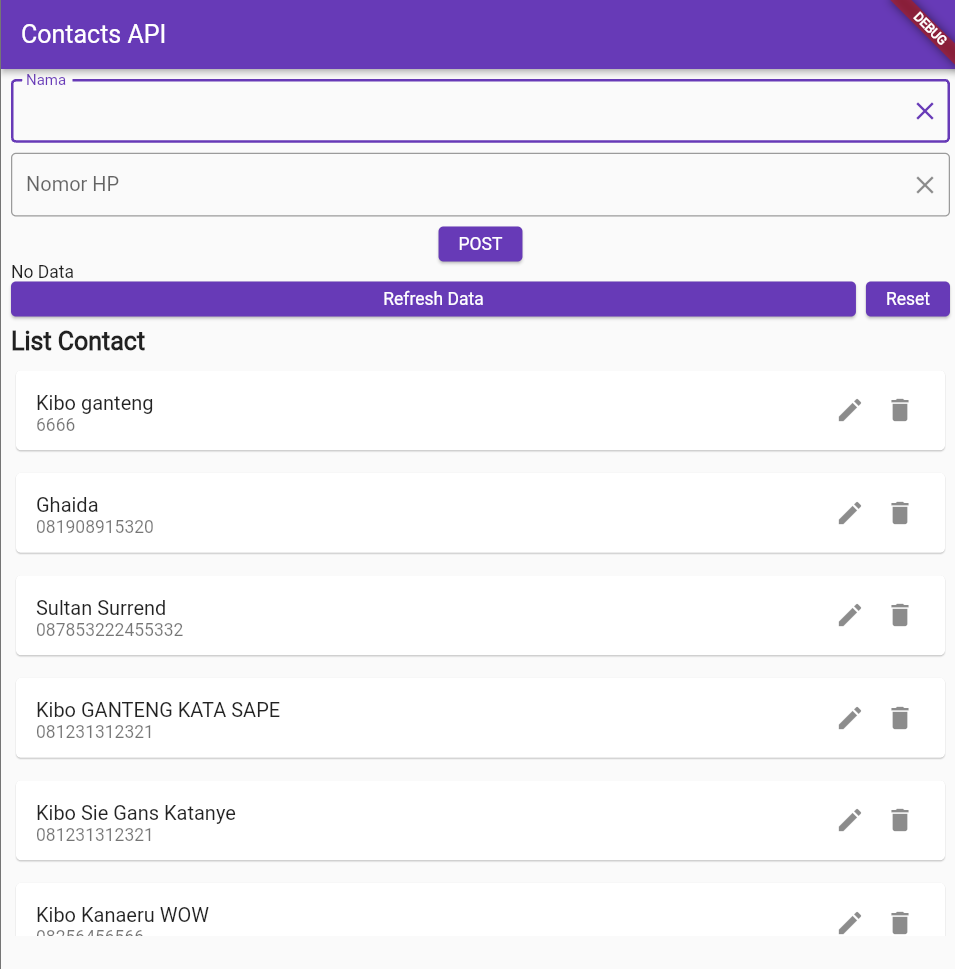 Contacts API
DEBUG
Nama
Nomor HP
POST
No Data
Refresh Data
Reset
List Contact
Kibo ganteng
6666
Ghaida
081908915320
Sultan Surrend
087853222455332
Kibo GANTENG KATA SAPE
081231312321
Kibo Sie Gans Katanye
081231312321
Kibo Kanaeru WOW